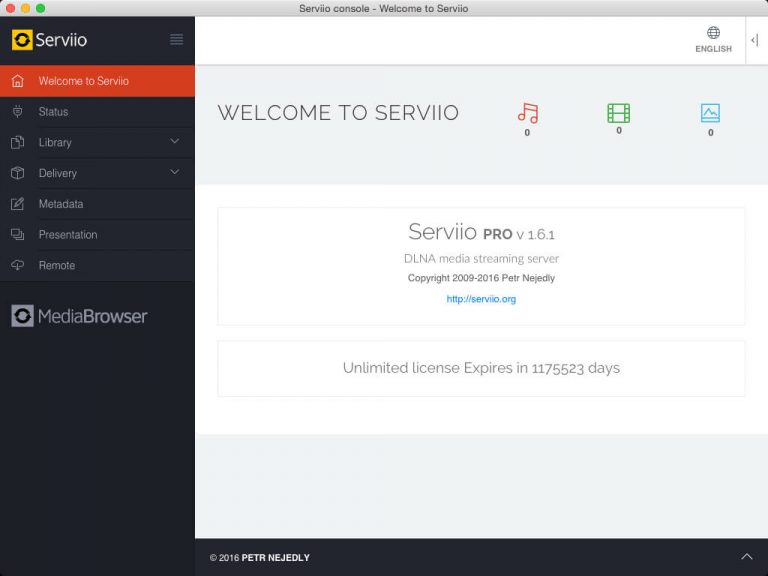 Serviio console - Welcome to Serviio
Serviio
ENGLISH
Welcome to Serviio
Status
Library
Delivery
Metadata
Presentation
Remote
MediaBrowser
WELCOME TO SERVIIO
0
0
0
Serviio PRO v 1.6.1
DLNA media streaming server
Copyright 2009-2016 Petr Nejedly
http://serviio.org
Unlimited license Expires in 1175523 days
© 2016 PETR NEJEDLY